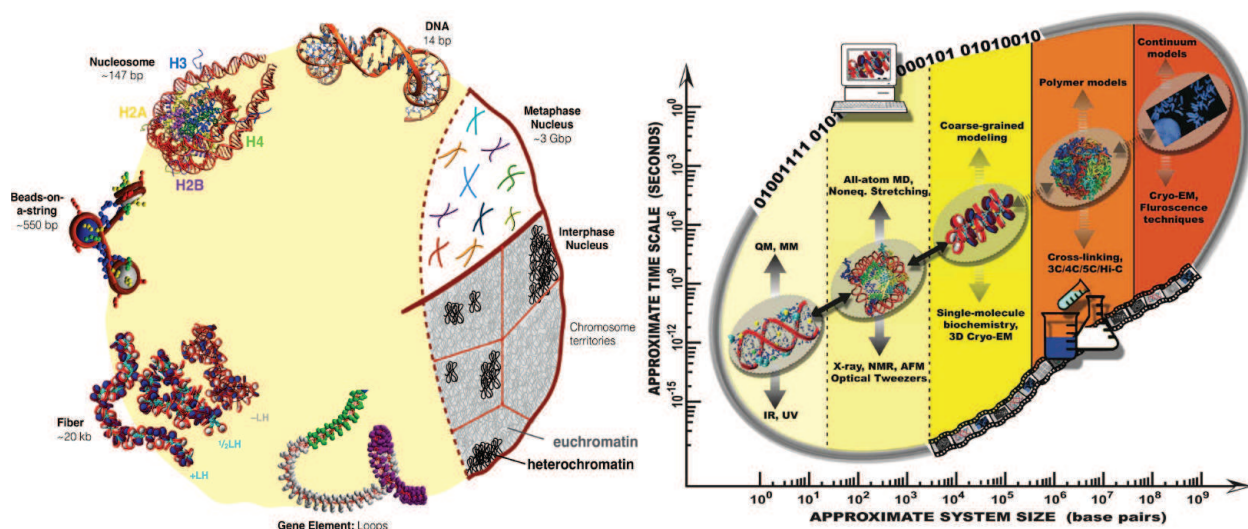 DNA
14 bp
Nucleosome
~147 bp
H3
H2A
H4
H2B
Beads-on-
a-string
~550 bp
Metaphase
Nucleus
~3 Gbp
Interphase
Nucleus
Chromosome
territories
Fiber
~20 kb
–LH
½LH
+LH
euchromatin
heterochromatin
Gene Element: Loops
01001111 0101
000101 01010010
APPROXIMATE TIME SCALE (SECONDS)
10⁰
10⁻³
10⁻⁶
10⁻⁹
10⁻¹²
10⁻¹⁵
QM, MM
IR, UV
All-atom MD,
Noneq. Stretching
X-ray, NMR, AFM
Optical Tweezers
Coarse-grained
modeling
Single-molecule
biochemistry,
3D Cryo-EM
Polymer models
Cross-linking,
3C/4C/5C/Hi-C
Continuum
models
Cryo-EM,
Fluroscence
techniques
10⁰ 10¹ 10² 10³ 10⁴ 10⁵ 10⁶ 10⁷ 10⁸ 10⁹
APPROXIMATE SYSTEM SIZE (base pairs)